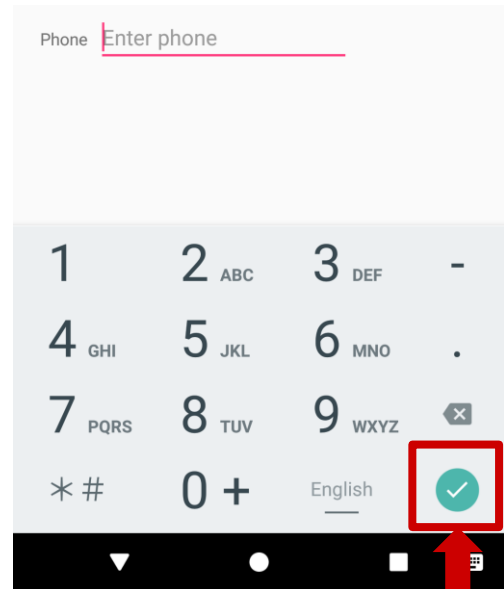 Phone Enter phone
1 2 ABC 3 DEF -
4 GHI 5 JKL 6 MNO .
7 PQRS 8 TUV 9 WXYZ
*# 0 + English